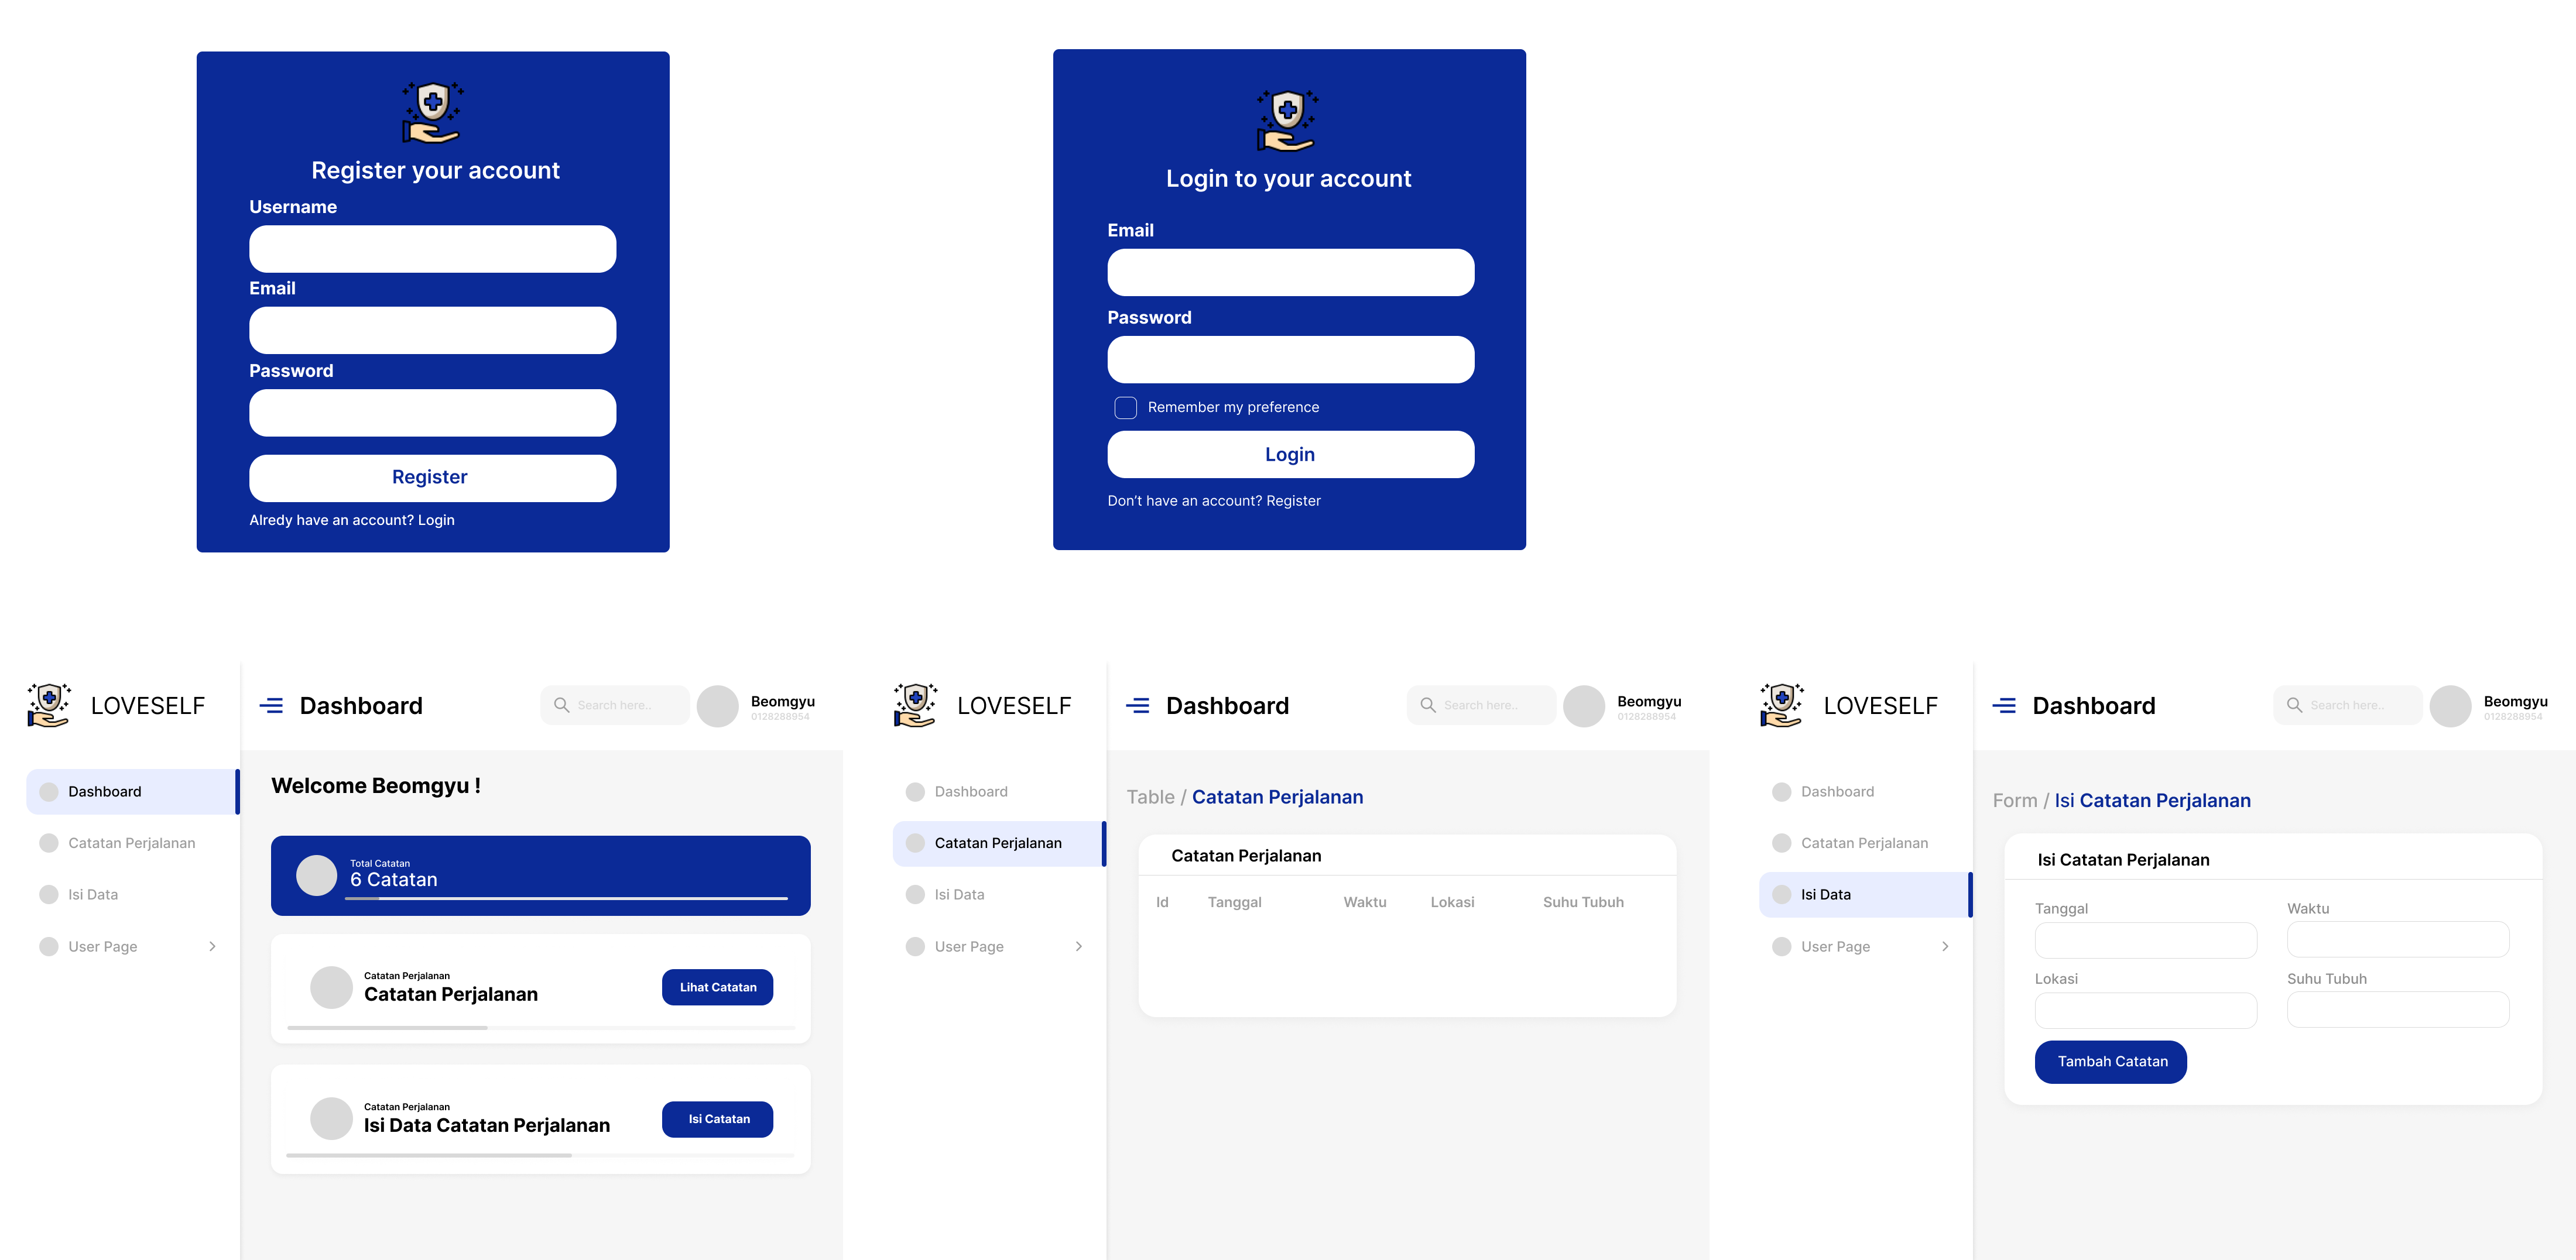 Register your account
Username
Email
Password
Register
Alredy have an account? Login
Login to your account
Email
Password
Remember my preference
Login
Don't have an account? Register
LOVESELF
Dashboard
Search here..
Beomgyu
0128288954
Dashboard
Catatan Perjalanan
Isi Data
User Page
Welcome Beomgyu !
Total Catatan
6 Catatan
Catatan Perjalanan
Catatan Perjalanan
Lihat Catatan
Catatan Perjalanan
Isi Data Catatan Perjalanan
Isi Catatan
LOVESELF
Dashboard
Search here..
Beomgyu
0128288954
Dashboard
Catatan Perjalanan
Isi Data
User Page
Table / Catatan Perjalanan
Catatan Perjalanan
Id Tanggal Waktu Lokasi Suhu Tubuh
LOVESELF
Dashboard
Search here..
Beomgyu
0128288954
Dashboard
Catatan Perjalanan
Isi Data
User Page
Form / Isi Catatan Perjalanan
Isi Catatan Perjalanan
Tanggal Waktu
Lokasi Suhu Tubuh
Tambah Catatan